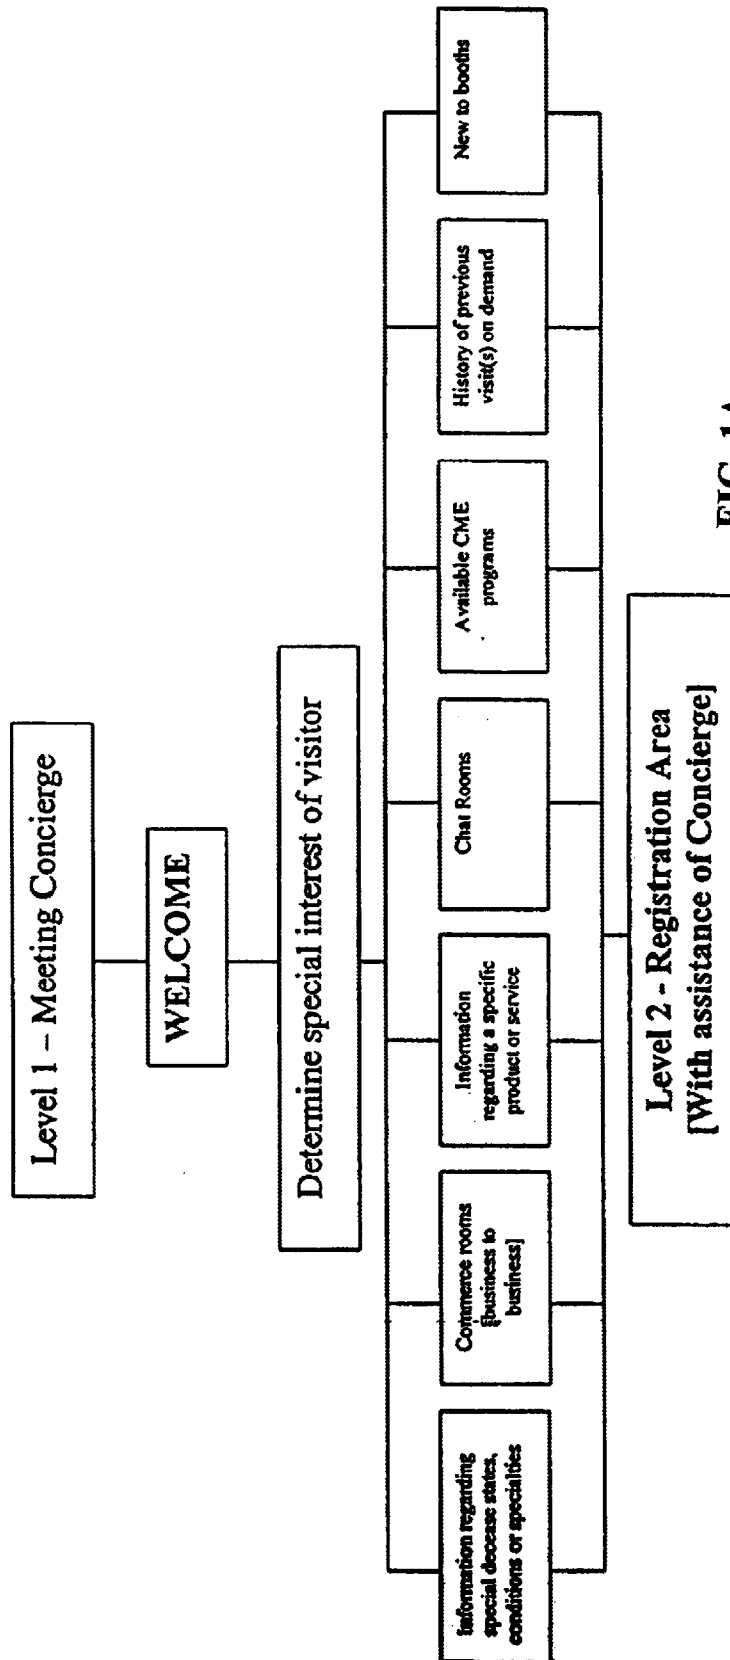 Level 1 – Meeting Concierge
WELCOME
Determine special interest of visitor
Information regarding
special decease states,
conditions or specialties
Commerce rooms
[business to
business]
Information
regarding a specific
product or service
Chat Rooms
Available CME
programs
History of previous
visit(s) on demand
New to booths
Level 2 - Registration Area
[With assistance of Concierge]
FIG. 1A